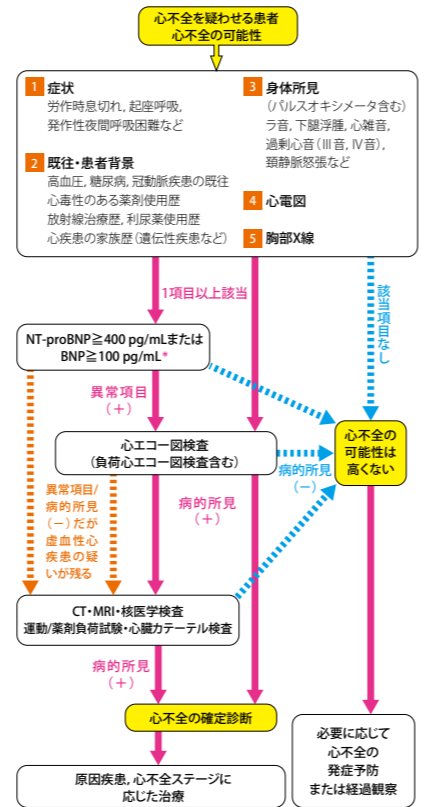 心不全を疑わせる患者
心不全の可能性
1 症状
労作時息切れ, 起座呼吸,
発作性夜間呼吸困難など
2 既往・患者背景
高血圧, 糖尿病, 冠動脈疾患の既往
心毒性のある薬剤使用歴
放射線治療歴, 利尿薬使用歴
心疾患の家族歴(遺伝性疾患など)
3 身体所見
(パルスオキシメータ含む)
ラ音, 下腿浮腫, 心雑音,
過剰心音(Ⅲ音, Ⅳ音),
頚静脈怒張など
4 心電図
5 胸部X線
1項目以上該当
該当項目なし
NT-proBNP≧400 pg/mLまたは
BNP≧100 pg/mL*
異常項目
(+)
心エコー図検査
(負荷心エコー図検査含む)
心不全の
可能性は
高くない
病的所見
(−)
異常項目/
病的所見
(−)だが
虚血性心
疾患の疑
いが残る
病的所見
(+)
CT・MRI・核医学検査
運動/薬剤負荷試験・心臓カテーテル検査
病的所見
(+)
心不全の確定診断
原因疾患, 心不全ステージに
応じた治療
必要に応じて
心不全の
発症予防
または経過観察